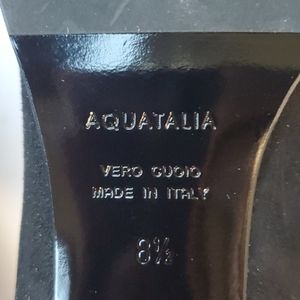 AQUATALIA
VERO CUOIO
MADE IN ITALY
8½